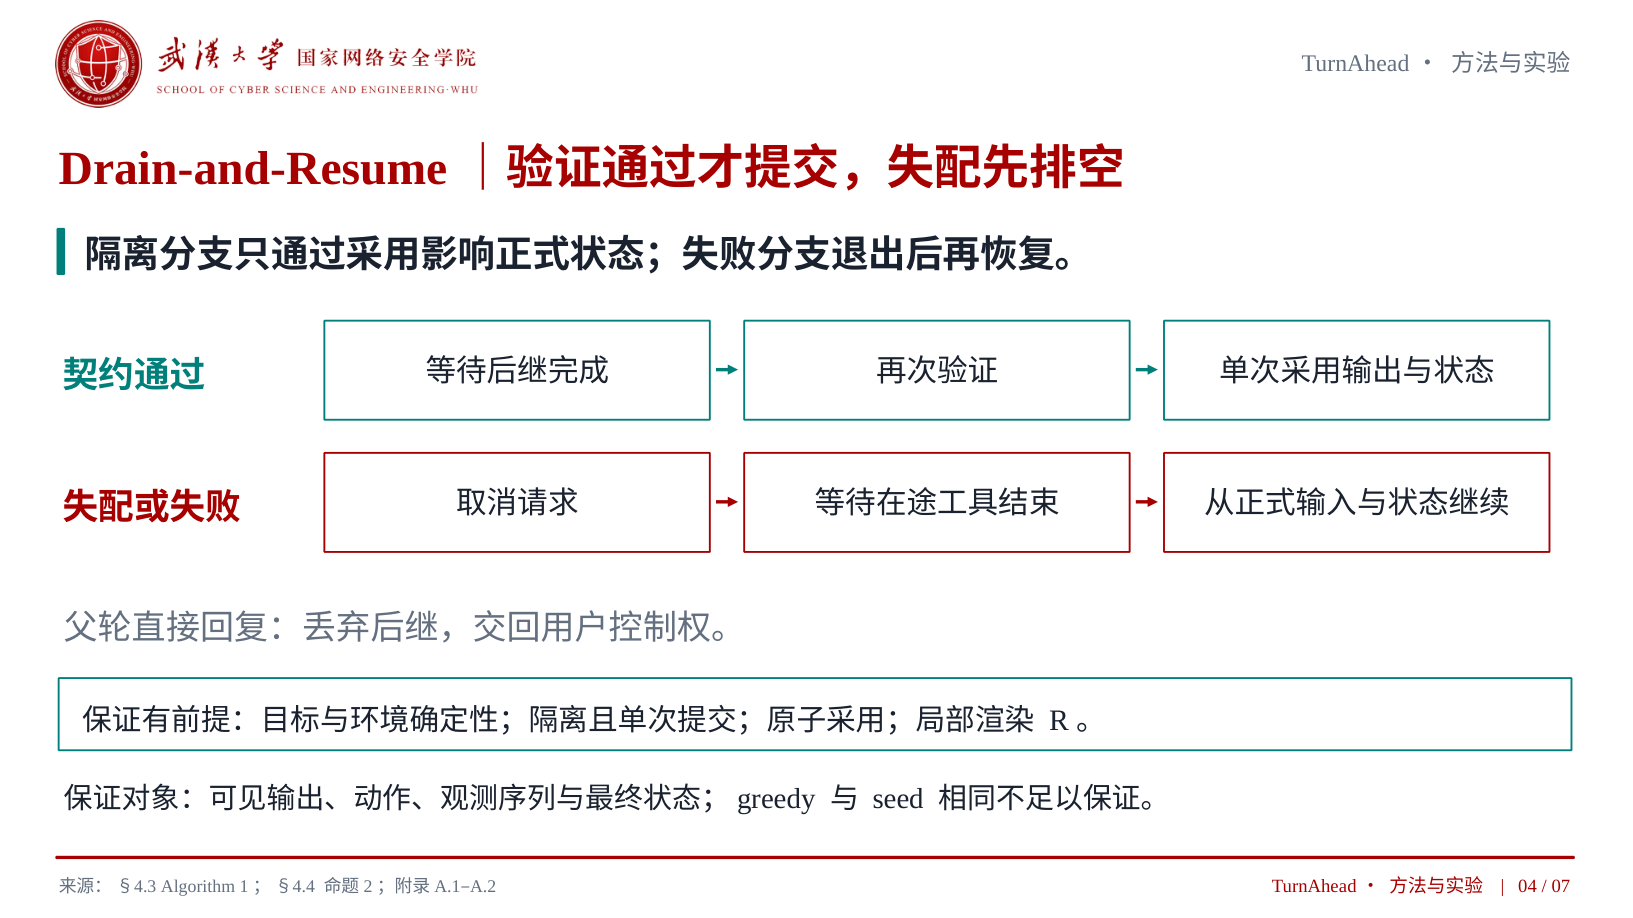 武漢大学 国家网络安全学院
SCHOOL OF CYBER SCIENCE AND ENGINEERING·WHU
TurnAhead • 方法与实验
Drain-and-Resume｜验证通过才提交，失配先排空
隔离分支只通过采用影响正式状态；失败分支退出后再恢复。
契约通过
等待后继完成
再次验证
单次采用输出与状态
失配或失败
取消请求
等待在途工具结束
从正式输入与状态继续
父轮直接回复：丢弃后继，交回用户控制权。
保证有前提：目标与环境确定性；隔离且单次提交；原子采用；局部渲染 R 。
保证对象：可见输出、动作、观测序列与最终状态；greedy 与 seed 相同不足以保证。
来源： §4.3 Algorithm 1； §4.4 命题 2；附录 A.1–A.2
TurnAhead • 方法与实验 | 04 / 07